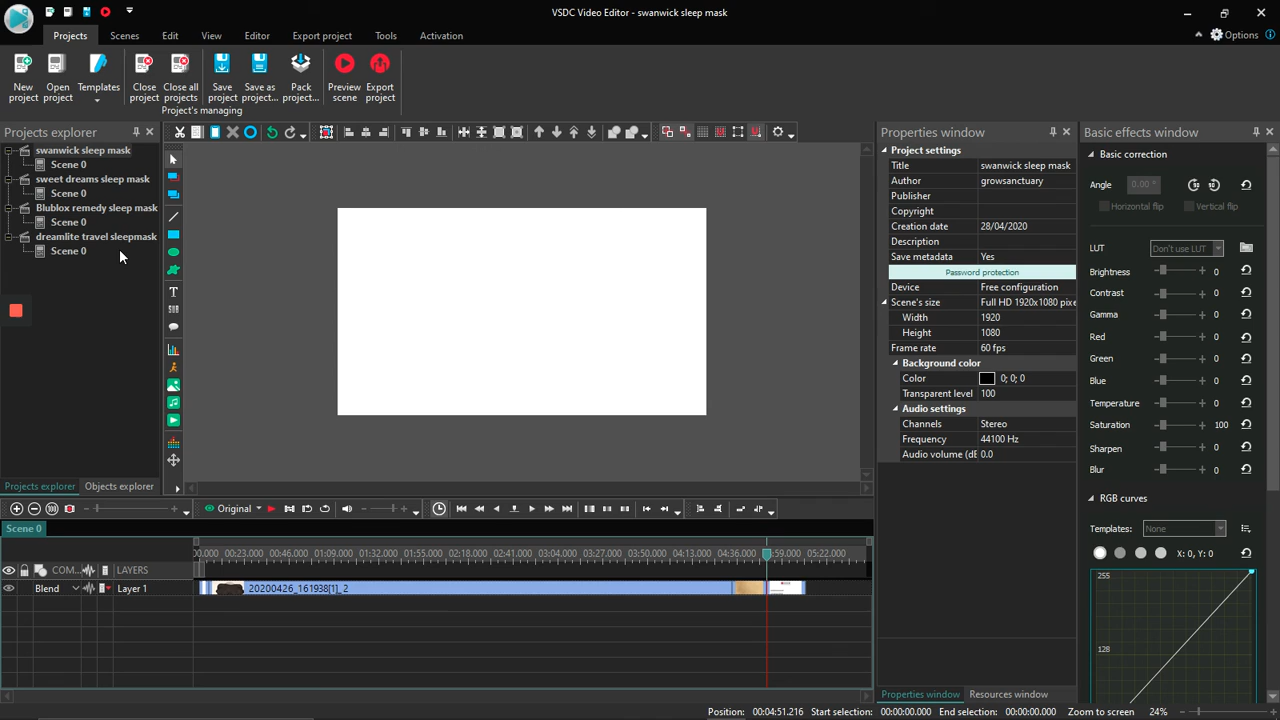 VSDC Video Editor - swanwick sleep mask
Projects Scenes Edit View Editor Export project Tools Activation
Options
New project
Open project
Templates
Close project
Close all projects
Save project
Save as project...
Pack project...
Preview scene
Export project
Project's managing
Projects explorer
swanwick sleep mask
Scene 0
sweet dreams sleep mask
Scene 0
Blublox remedy sleep mask
Scene 0
dreamlite travel sleepmask
Scene 0
Projects explorer Objects explorer
SUB
Properties window
Project settings
Title swanwick sleep mask
Author growsanctuary
Publisher
Copyright
Creation date 28/04/2020
Description
Save metadata Yes
Password protection
Device Free configuration
Scene's size Full HD 1920x1080 pixe
Width 1920
Height 1080
Frame rate 60 fps
Background color
Color 0; 0; 0
Transparent level 100
Audio settings
Channels Stereo
Frequency 44100 Hz
Audio volume (dE 0.0
Properties window Resources window
Basic effects window
Basic correction
Angle 0.00 °
Horizontal flip Vertical flip
LUT Don't use LUT
Brightness 0
Contrast 0
Gamma 0
Red 0
Green 0
Blue 0
Temperature 0
Saturation 100
Sharpen 0
Blur 0
RGB curves
Templates: None
X: 0, Y: 0
255
128
Original
Scene 0
00.000 00:23.000 00:46.000 01:09.000 01:32.000 01:55.000 02:18.000 02:41.000 03:04.000 03:27.000 03:50.000 04:13.000 04:36.000 :59.000 05:22.000
COM... LAYERS
Blend Layer 1
20200426_161938[1]_2
Position: 00:04:51.216 Start selection: 00:00:00.000 End selection: 00:00:00.000 Zoom to screen 24%